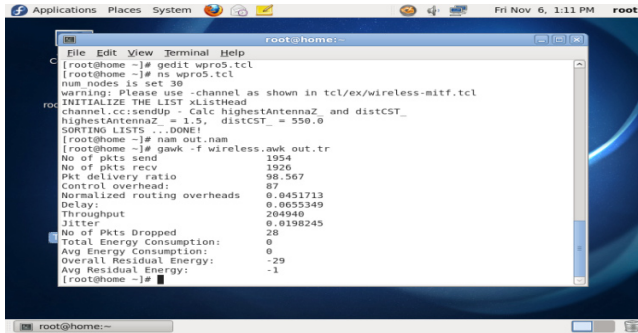 Applications Places System Fri Nov 6, 1:11 PM root
root@home:~
File Edit View Terminal Help
[root@home ~]# gedit wpro5.tcl
[root@home ~]# ns wpro5.tcl
num_nodes is set 30
warning: Please use -channel as shown in tcl/ex/wireless-mitf.tcl
INITIALIZE THE LIST xListHead
channel.cc:sendUp - Calc highestAntennaZ_ and distCST_
highestAntennaZ_ = 1.5, distCST_ = 550.0
SORTING LISTS ...DONE!
[root@home ~]# nam out.nam
[root@home ~]# gawk -f wireless.awk out.tr
No of pkts send 1954
No of pkts recv 1926
Pkt delivery ratio 98.567
Control overhead: 87
Normalized routing overheads 0.0451713
Delay: 0.0655349
Throughput 204940
Jitter 0.0198245
No of Pkts Dropped 28
Total Energy Consumption: 0
Avg Energy Consumption: 0
Overall Residual Energy: -29
Avg Residual Energy: -1
[root@home ~]#
root@home:~